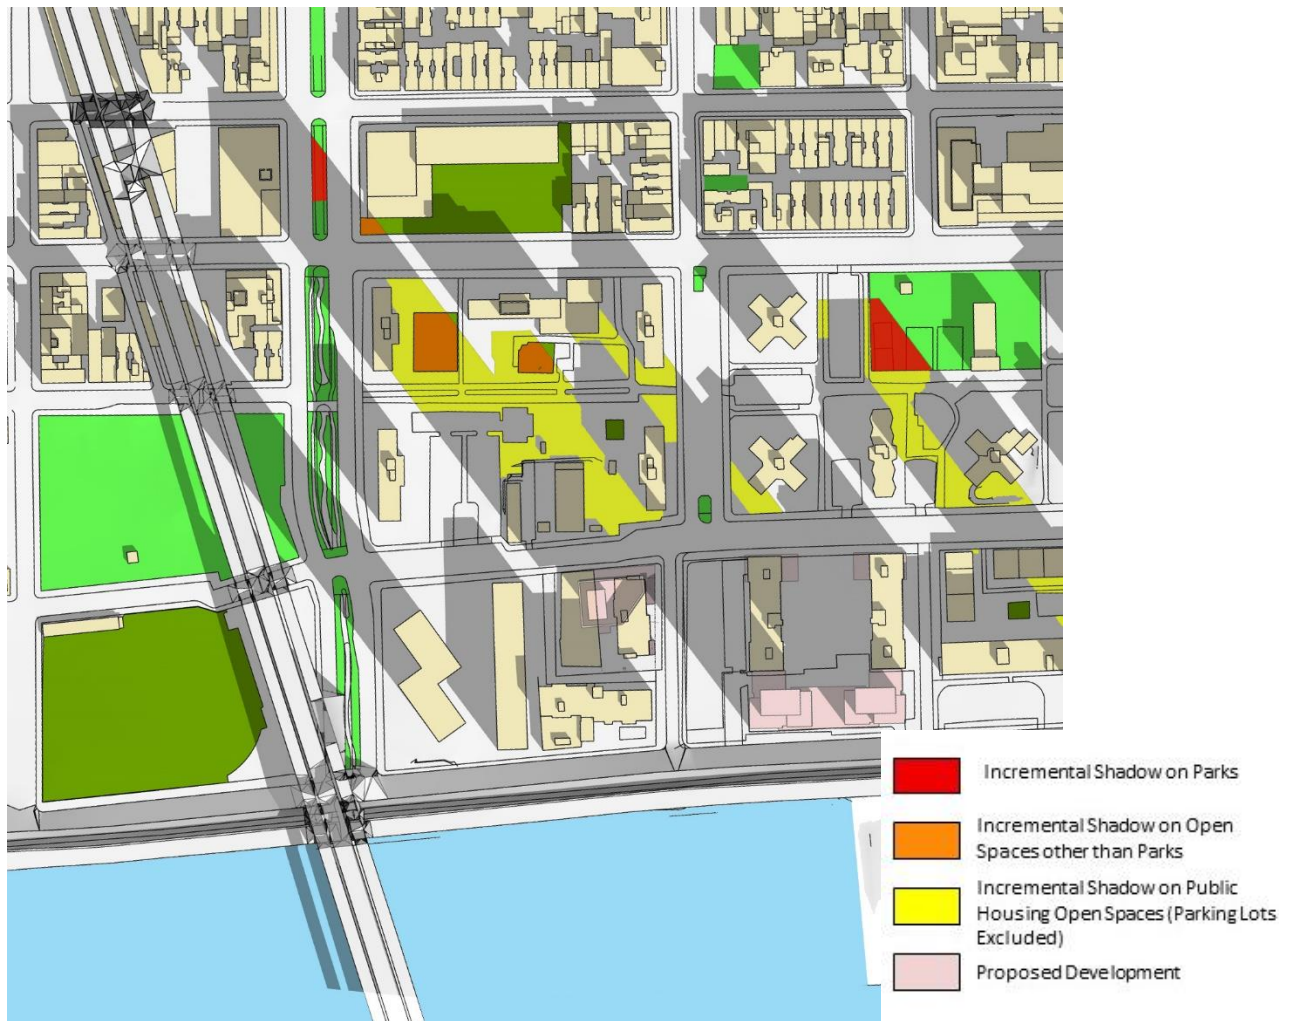 Incremental Shadow on Parks
Incremental Shadow on Open
Spaces other than Parks
Incremental Shadow on Public
Housing Open Spaces (Parking Lots
Excluded)
Proposed Development